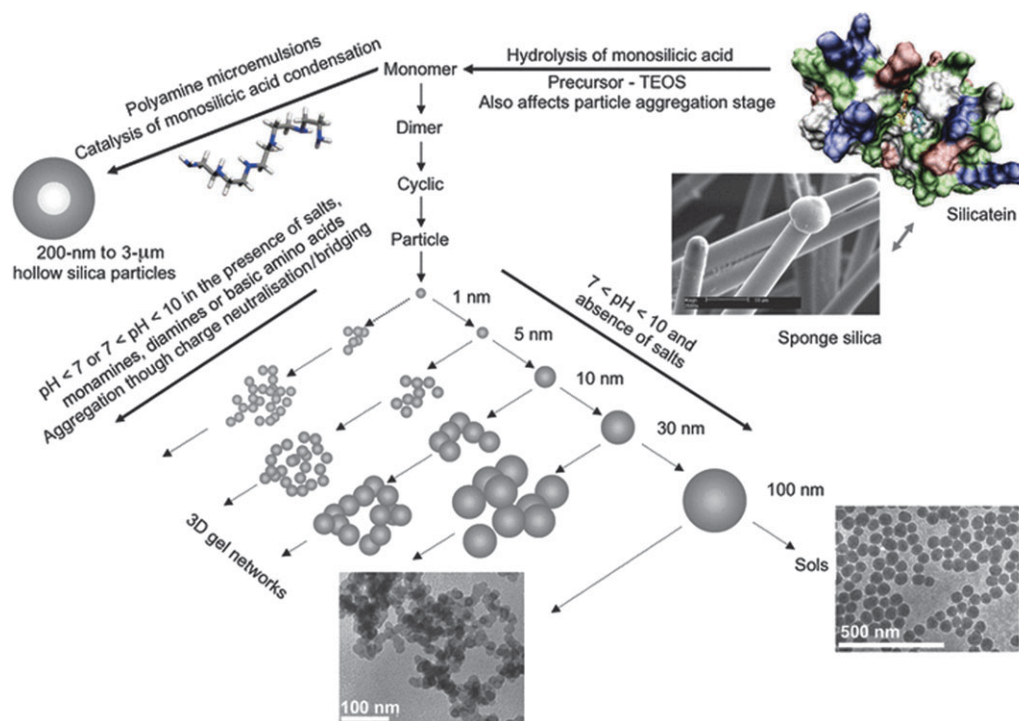 Polyamine microemulsions
Catalysis of monosilicic acid condensation
Monomer
Hydrolysis of monosilicic acid
Precursor - TEOS
Also affects particle aggregation stage
Dimer
Cyclic
Particle
200-nm to 3-μm
hollow silica particles
Silicatein
Sponge silica
pH < 7 or 7 < pH < 10 in the presence of salts,
monamines, diamines or basic amino acids
Aggregation though charge neutralisation/bridging
7 < pH < 10 and
absence of salts
1 nm
5 nm
10 nm
30 nm
100 nm
3D gel networks
Sols
500 nm
100 nm